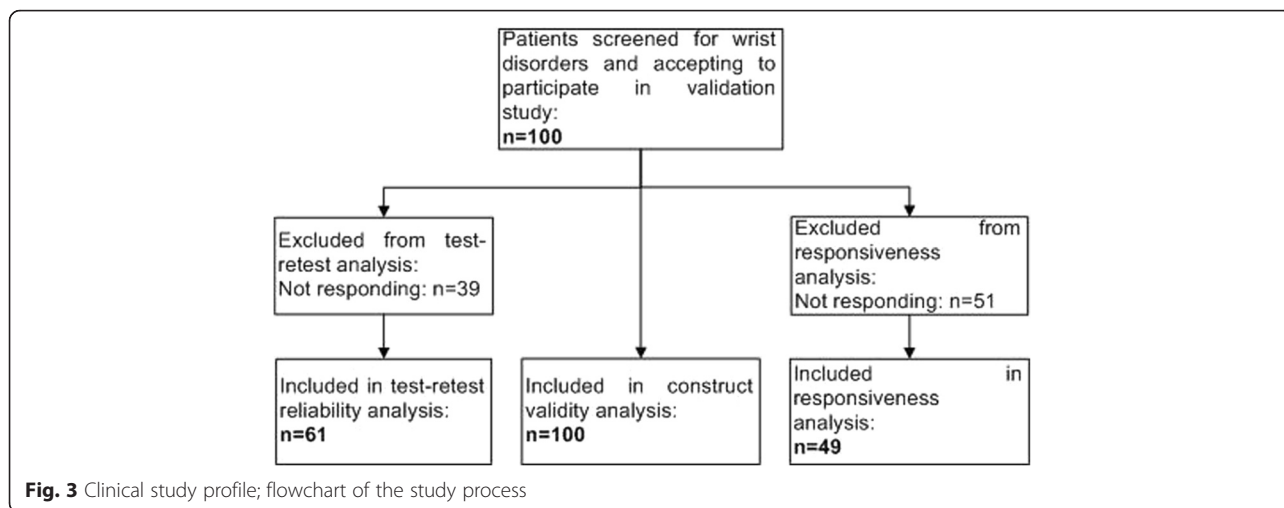 Patients screened for wrist
disorders and accepting to
participate in validation
study:
n=100
Excluded from test-
retest analysis:
Not responding: n=39
Excluded from
responsiveness
analysis:
Not responding: n=51
Included in test-retest
reliability analysis:
n=61
Included in construct
validity analysis:
n=100
Included in
responsiveness
analysis:
n=49
Fig. 3 Clinical study profile; flowchart of the study process